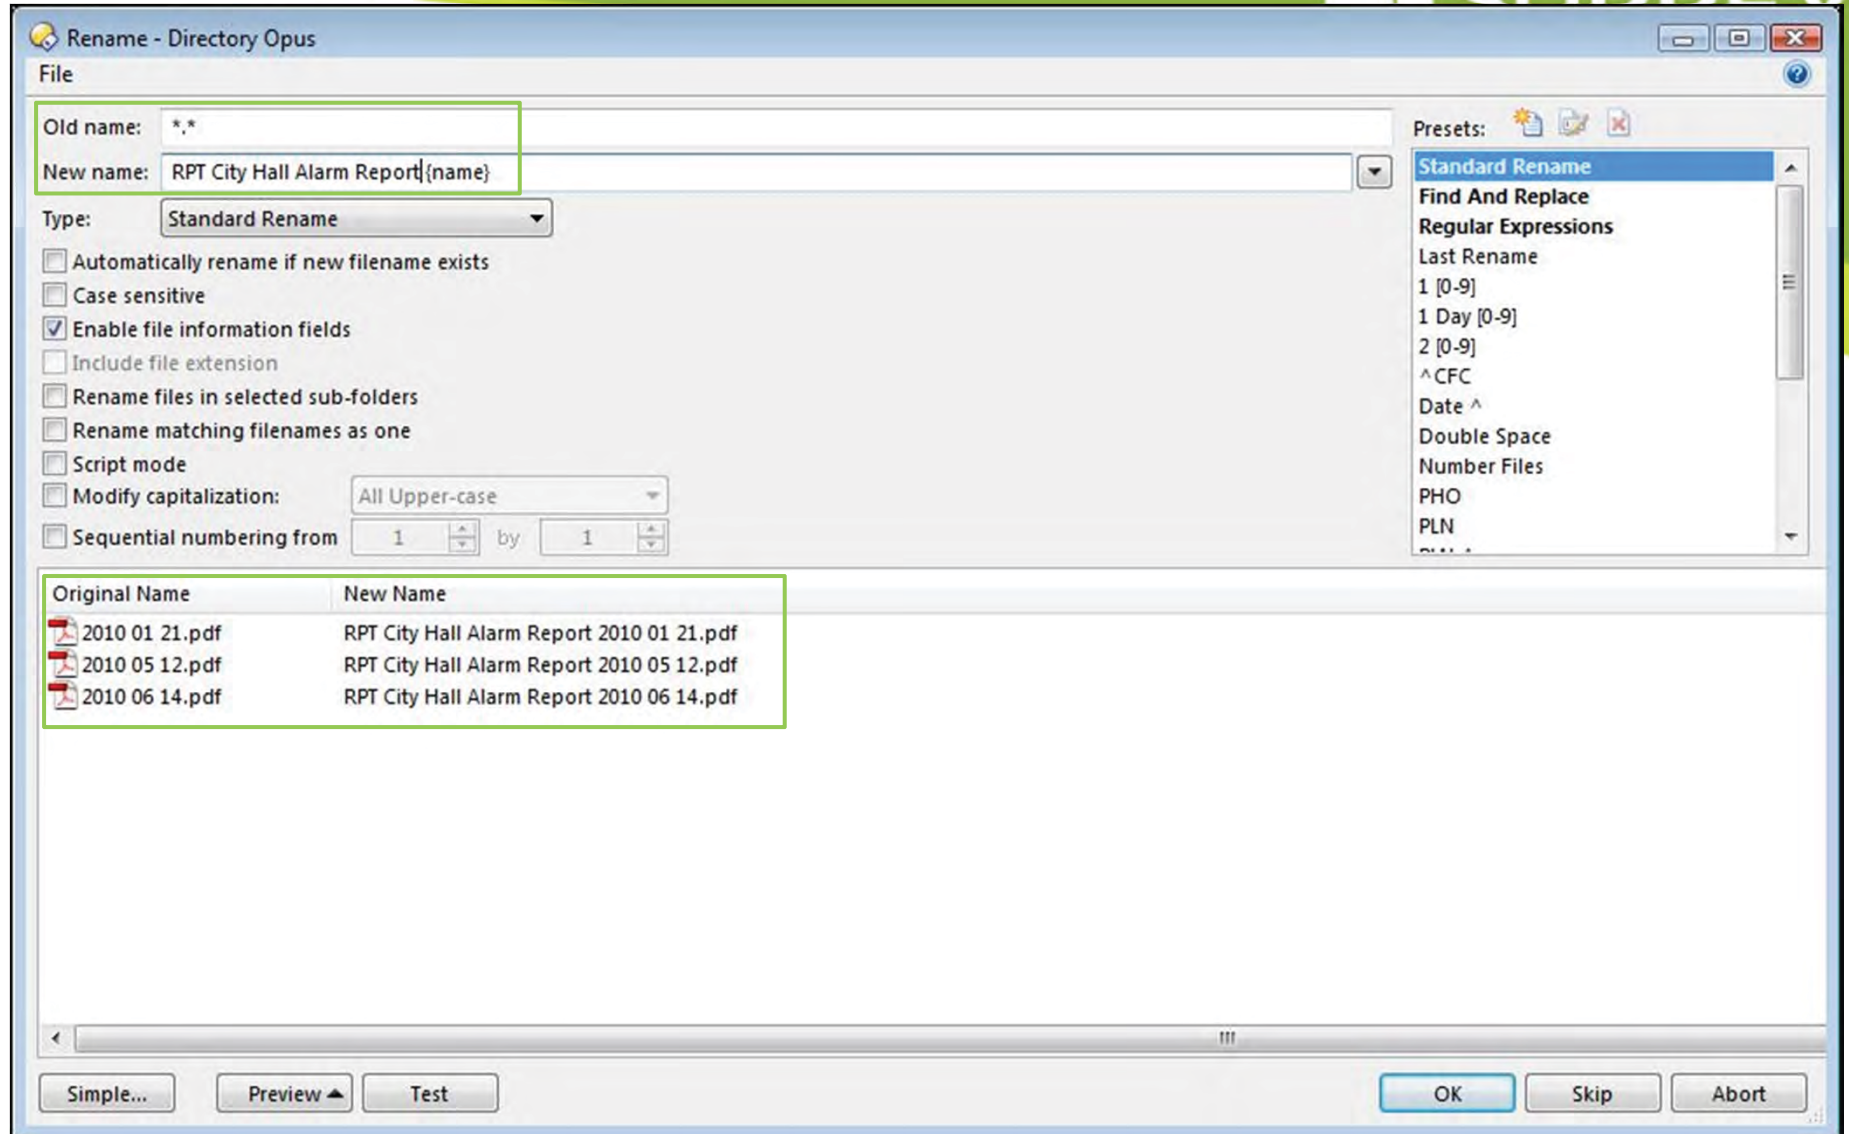 Rename - Directory Opus
File
Old name: *.*
New name: RPT City Hall Alarm Report {name}
Type: Standard Rename
Automatically rename if new filename exists
Case sensitive
Enable file information fields
Include file extension
Rename files in selected sub-folders
Rename matching filenames as one
Script mode
Modify capitalization: All Upper-case
Sequential numbering from 1 by 1
Presets:
Standard Rename
Find And Replace
Regular Expressions
Last Rename
1 [0-9]
1 Day [0-9]
2 [0-9]
^CFC
Date ^
Double Space
Number Files
PHO
PLN
Original Name New Name
2010 01 21.pdf RPT City Hall Alarm Report 2010 01 21.pdf
2010 05 12.pdf RPT City Hall Alarm Report 2010 05 12.pdf
2010 06 14.pdf RPT City Hall Alarm Report 2010 06 14.pdf
Simple... Preview Test OK Skip Abort